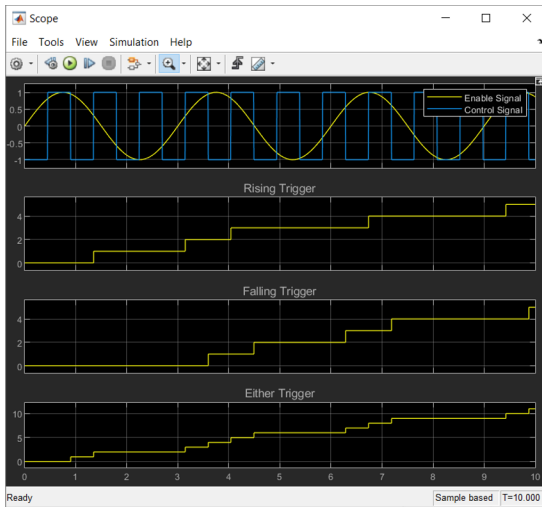 Scope
File Tools View Simulation Help
Enable Signal
Control Signal
1
0.5
0
-0.5
-1
Rising Trigger
4
2
0
Falling Trigger
4
2
0
Either Trigger
10
5
0
0 1 2 3 4 5 6 7 8 9 10
Ready Sample based T=10.000